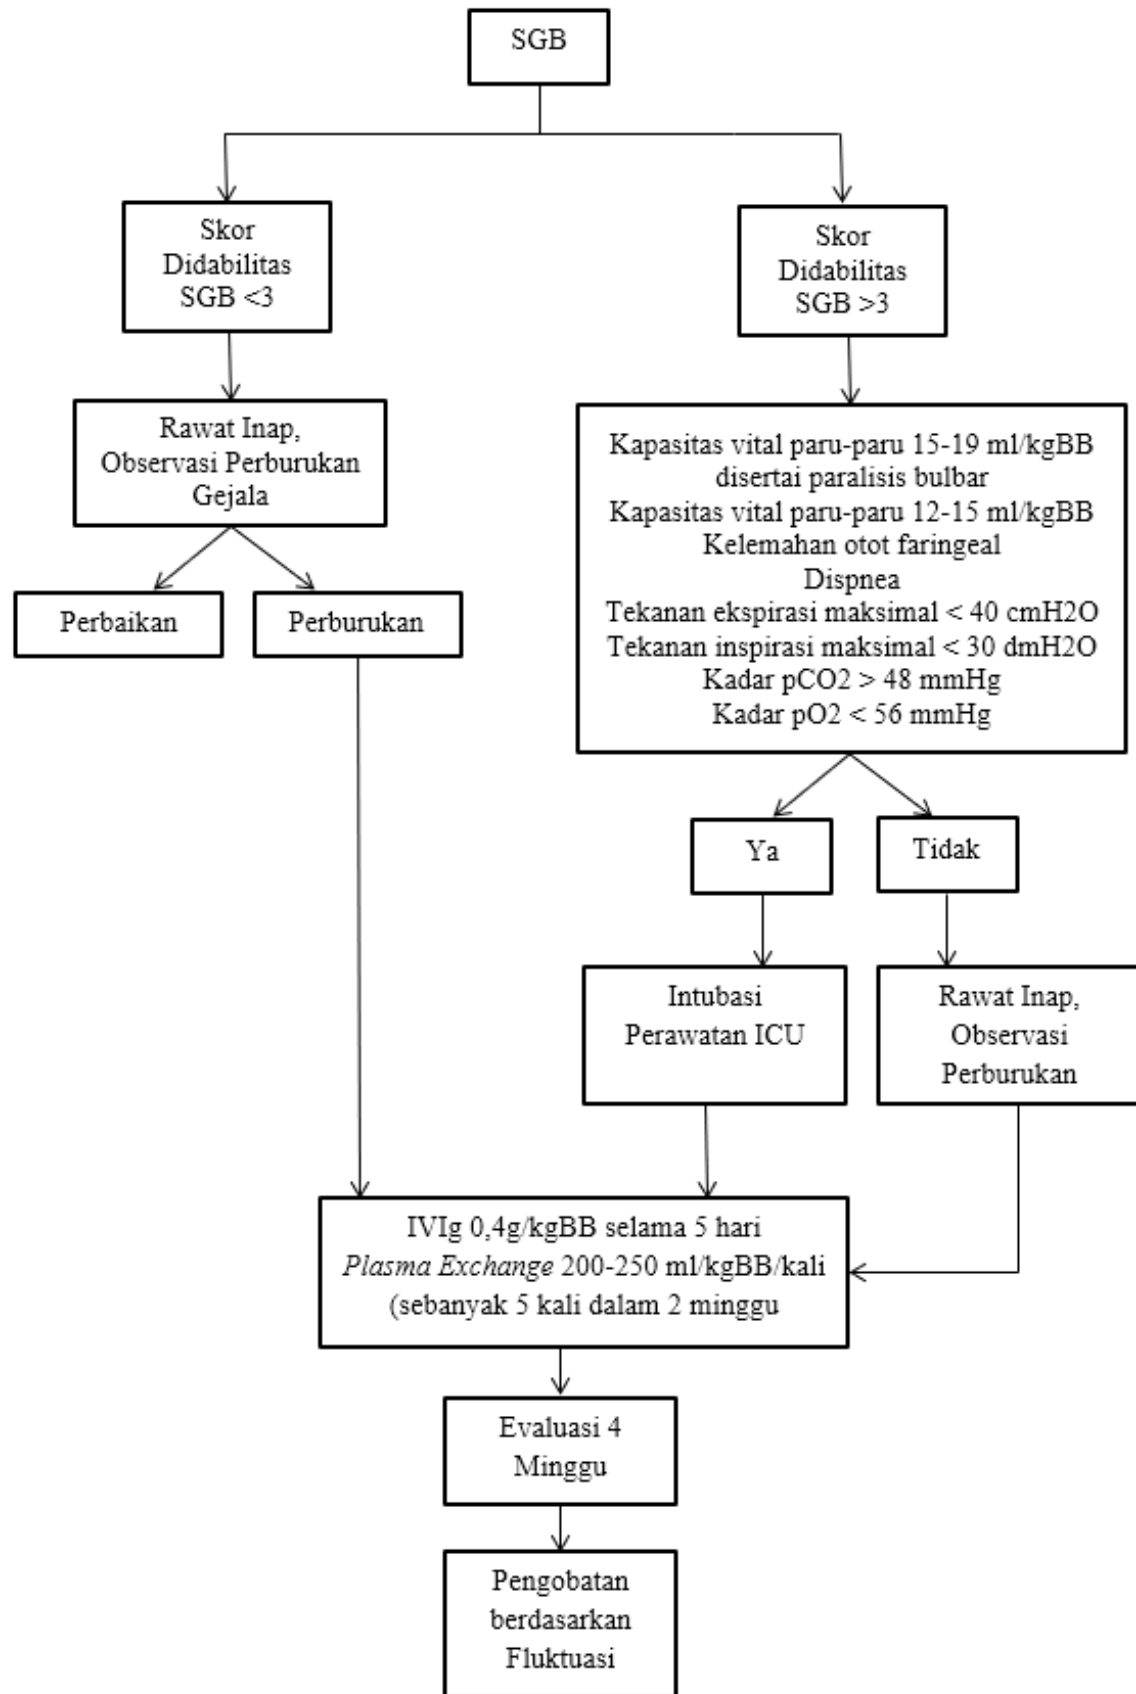 SGB
Skor
Didabilitas
SGB <3
Skor
Didabilitas
SGB >3
Rawat Inap,
Observasi Perburukan
Gejala
Kapasitas vital paru-paru 15-19 ml/kgBB
disertai paralisis bulbar
Kapasitas vital paru-paru 12-15 ml/kgBB
Kelemahan otot faringeal
Dispnea
Tekanan ekspirasi maksimal < 40 cmH2O
Tekanan inspirasi maksimal < 30 dmH2O
Kadar pCO2 > 48 mmHg
Kadar pO2 < 56 mmHg
Perbaikan
Perburukan
Ya
Tidak
Intubasi
Perawatan ICU
Rawat Inap,
Observasi
Perburukan
IVIg 0,4g/kgBB selama 5 hari
Plasma Exchange 200-250 ml/kgBB/kali
(sebanyak 5 kali dalam 2 minggu
Evaluasi 4
Minggu
Pengobatan
berdasarkan
Fluktuasi